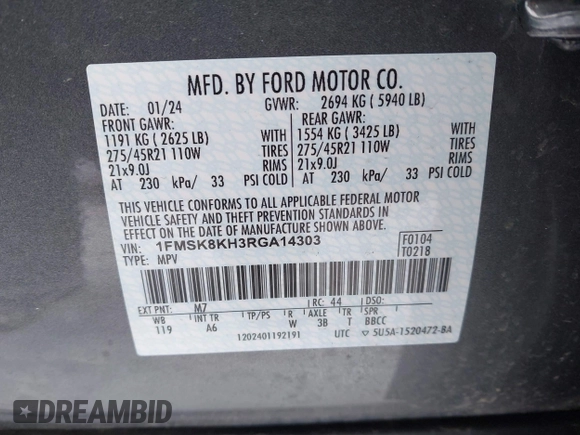 MFD. BY FORD MOTOR CO.
DATE: 01/24 GVWR: 2694 KG ( 5940 LB)
FRONT GAWR: REAR GAWR:
1191 KG ( 2625 LB) WITH 1554 KG ( 3425 LB) WITH
275/45R21 110W TIRES 275/45R21 110W TIRES
21x9.0J RIMS 21x9.0J RIMS
AT 230 kPa/ 33 PSI COLD AT 230 kPa/ 33 PSI COLD
THIS VEHICLE CONFORMS TO ALL APPLICABLE FEDERAL MOTOR
VEHICLE SAFETY AND THEFT PREVENTION STANDARDS IN
EFFECT ON THE DATE OF MANUFACTURE SHOWN ABOVE.
VIN: 1FMSK8KH3RGA14303 F0104
TYPE: MPV T0218
EXT PNT: M7 RC: 44 DSO:
WB INT TR TP/PS R AXLE TR SPR
119 A6 W 3B T BBCC
1202401192191 UTC ▽ 5U5A-1520472-BA
DREAMBID